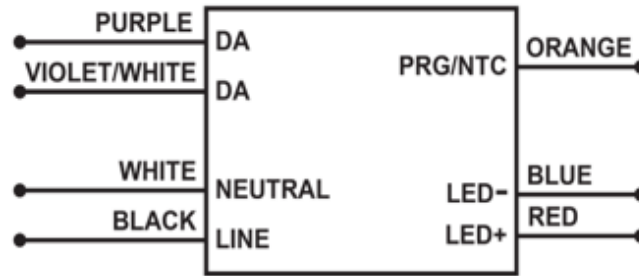 PURPLE
DA
VIOLET/WHITE
DA
WHITE
NEUTRAL
BLACK
LINE
ORANGE
PRG/NTC
BLUE
LED-
RED
LED+